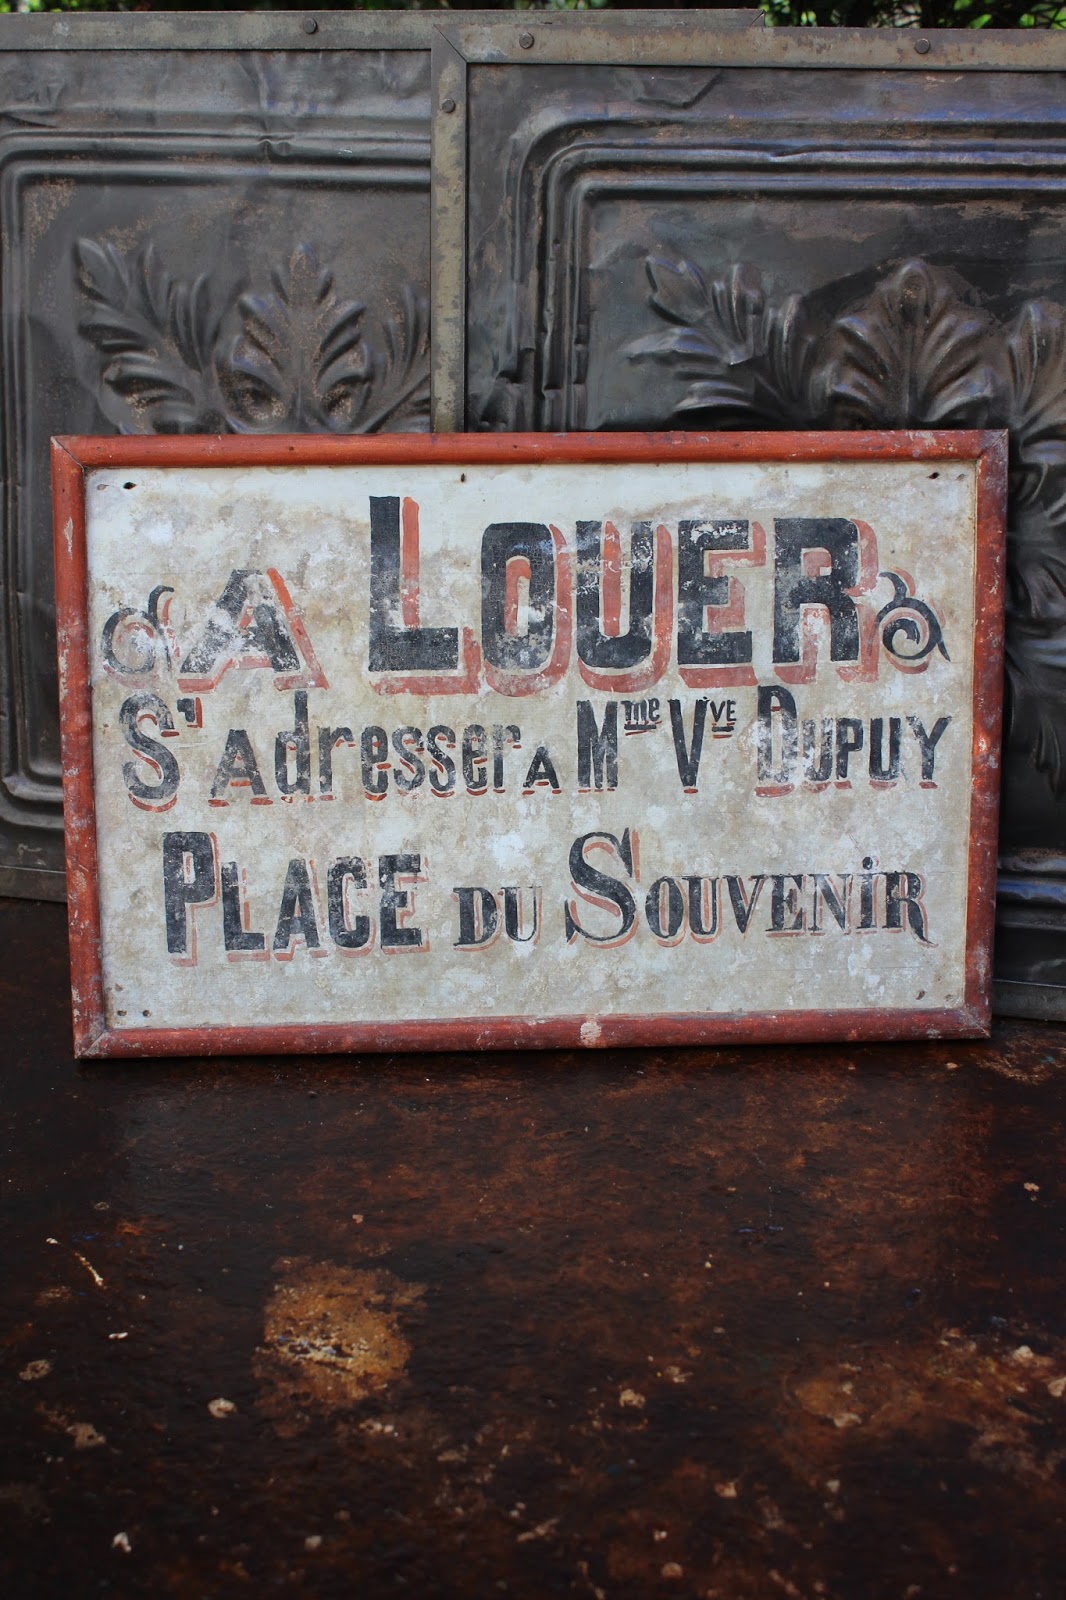 A LOUER
S'Adresser A Mme Vve DUPUY
PLACE DU SOUVENiR